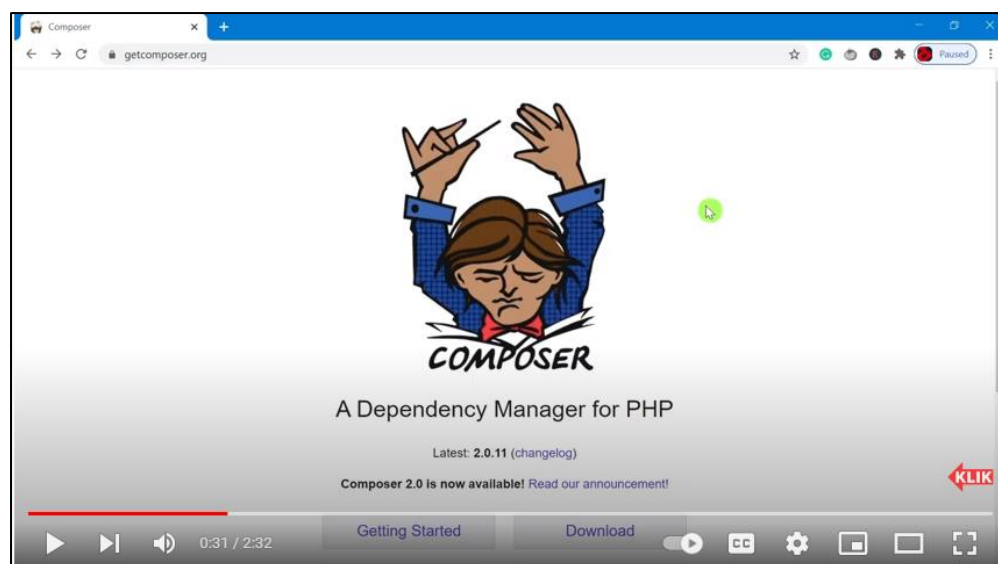 Composer
getcomposer.org
Paused
COMPOSER
A Dependency Manager for PHP
Latest: 2.0.11 (changelog)
Composer 2.0 is now available! Read our announcement!
KLIK
Getting Started Download
0:31 / 2:32
CC